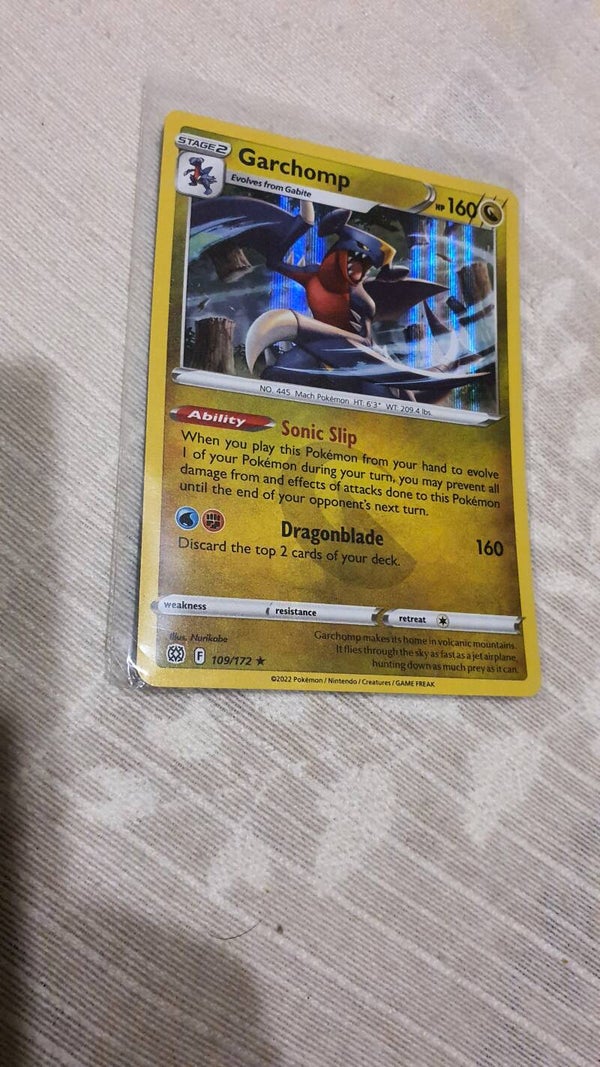 STAGE 2
Garchomp
Evolves from Gabite
HP 160
NO. 445 Mach Pokémon HT: 6'3" WT: 209.4 lbs.
Ability Sonic Slip
When you play this Pokémon from your hand to evolve
1 of your Pokémon during your turn, you may prevent all
damage from and effects of attacks done to this Pokémon
until the end of your opponent's next turn.
Dragonblade 160
Discard the top 2 cards of your deck.
weakness resistance retreat
Illus. Nurikabe
Garchomp makes its home in volcanic mountains.
It flies through the sky as fast as a jet airplane,
hunting down as much prey as it can.
F 109/172 ★
©2022 Pokémon / Nintendo / Creatures / GAME FREAK